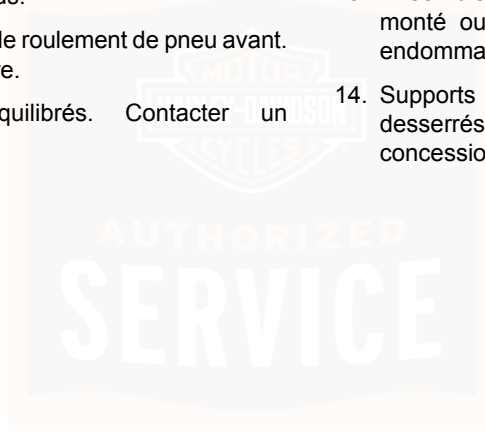 le roulement de pneu avant.
quilibrés. Contacter un
monté ou
endomma
14. Supports
desserrés
concessio
MOTOR
HARLEY-DAVIDSON
CYCLES
AUTHORIZED
SERVICE